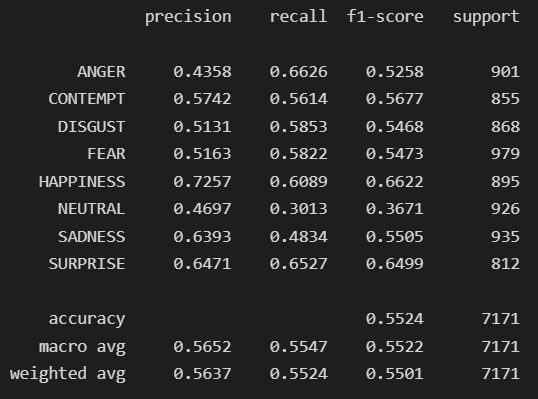 precision recall f1-score support
ANGER 0.4358 0.6626 0.5258 901
CONTEMPT 0.5742 0.5614 0.5677 855
DISGUST 0.5131 0.5853 0.5468 868
FEAR 0.5163 0.5822 0.5473 979
HAPPINESS 0.7257 0.6089 0.6622 895
NEUTRAL 0.4697 0.3013 0.3671 926
SADNESS 0.6393 0.4834 0.5505 935
SURPRISE 0.6471 0.6527 0.6499 812
accuracy 0.5524 7171
macro avg 0.5652 0.5547 0.5522 7171
weighted avg 0.5637 0.5524 0.5501 7171